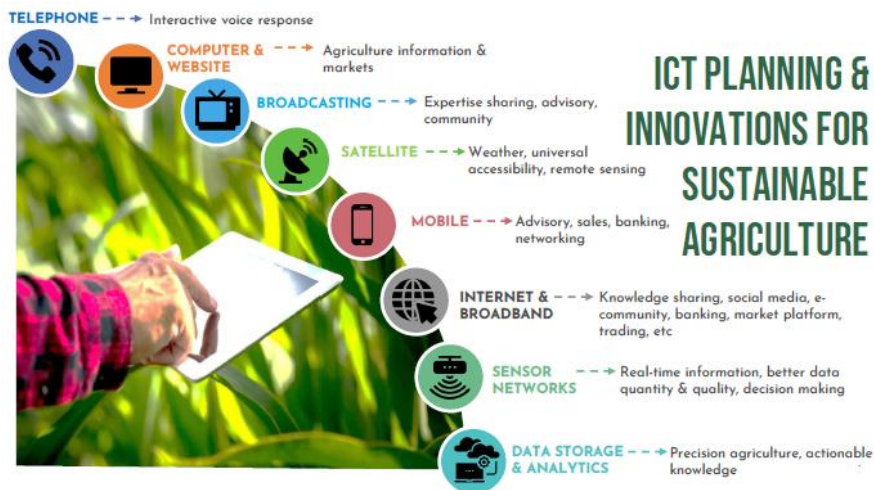 TELEPHONE
Interactive voice response
COMPUTER &
WEBSITE
Agriculture information &
markets
BROADCASTING
Expertise sharing, advisory,
community
SATELLITE
Weather, universal
accessibility, remote sensing
MOBILE
Advisory, sales, banking,
networking
INTERNET &
BROADBAND
Knowledge sharing, social media, e-
community, banking, market platform,
trading, etc
SENSOR
NETWORKS
Real-time information, better data
quantity & quality, decision making
DATA STORAGE
& ANALYTICS
Precision agriculture, actionable
knowledge
ICT PLANNING &
INNOVATIONS FOR
SUSTAINABLE
AGRICULTURE